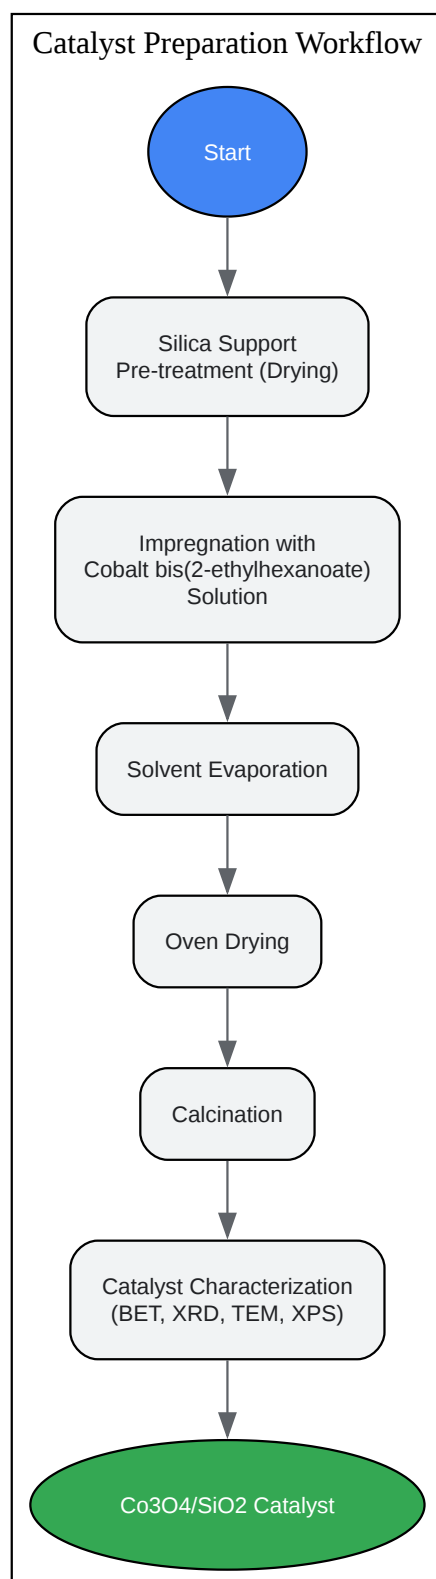 Catalyst Preparation Workflow
Start
Silica Support
Pre-treatment (Drying)
Impregnation with
Cobalt bis(2-ethylhexanoate)
Solution
Solvent Evaporation
Oven Drying
Calcination
Catalyst Characterization
(BET, XRD, TEM, XPS)
Co3O4/SiO2 Catalyst